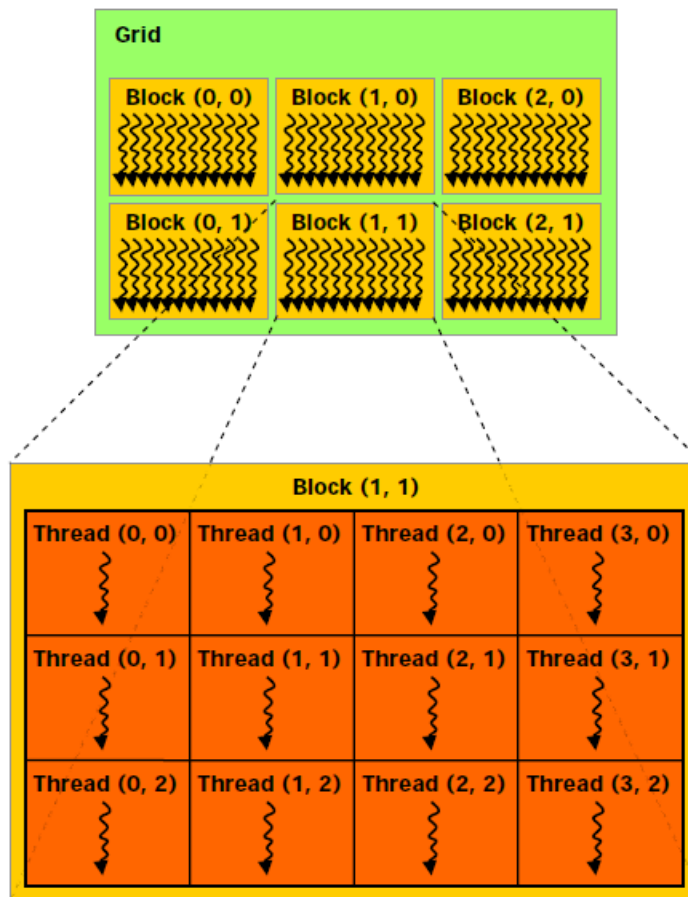 Grid
Block (0, 0) Block (1, 0) Block (2, 0)
Block (0, 1) Block (1, 1) Block (2, 1)
Block (1, 1)
Thread (0, 0) Thread (1, 0) Thread (2, 0) Thread (3, 0)
Thread (0, 1) Thread (1, 1) Thread (2, 1) Thread (3, 1)
Thread (0, 2) Thread (1, 2) Thread (2, 2) Thread (3, 2)